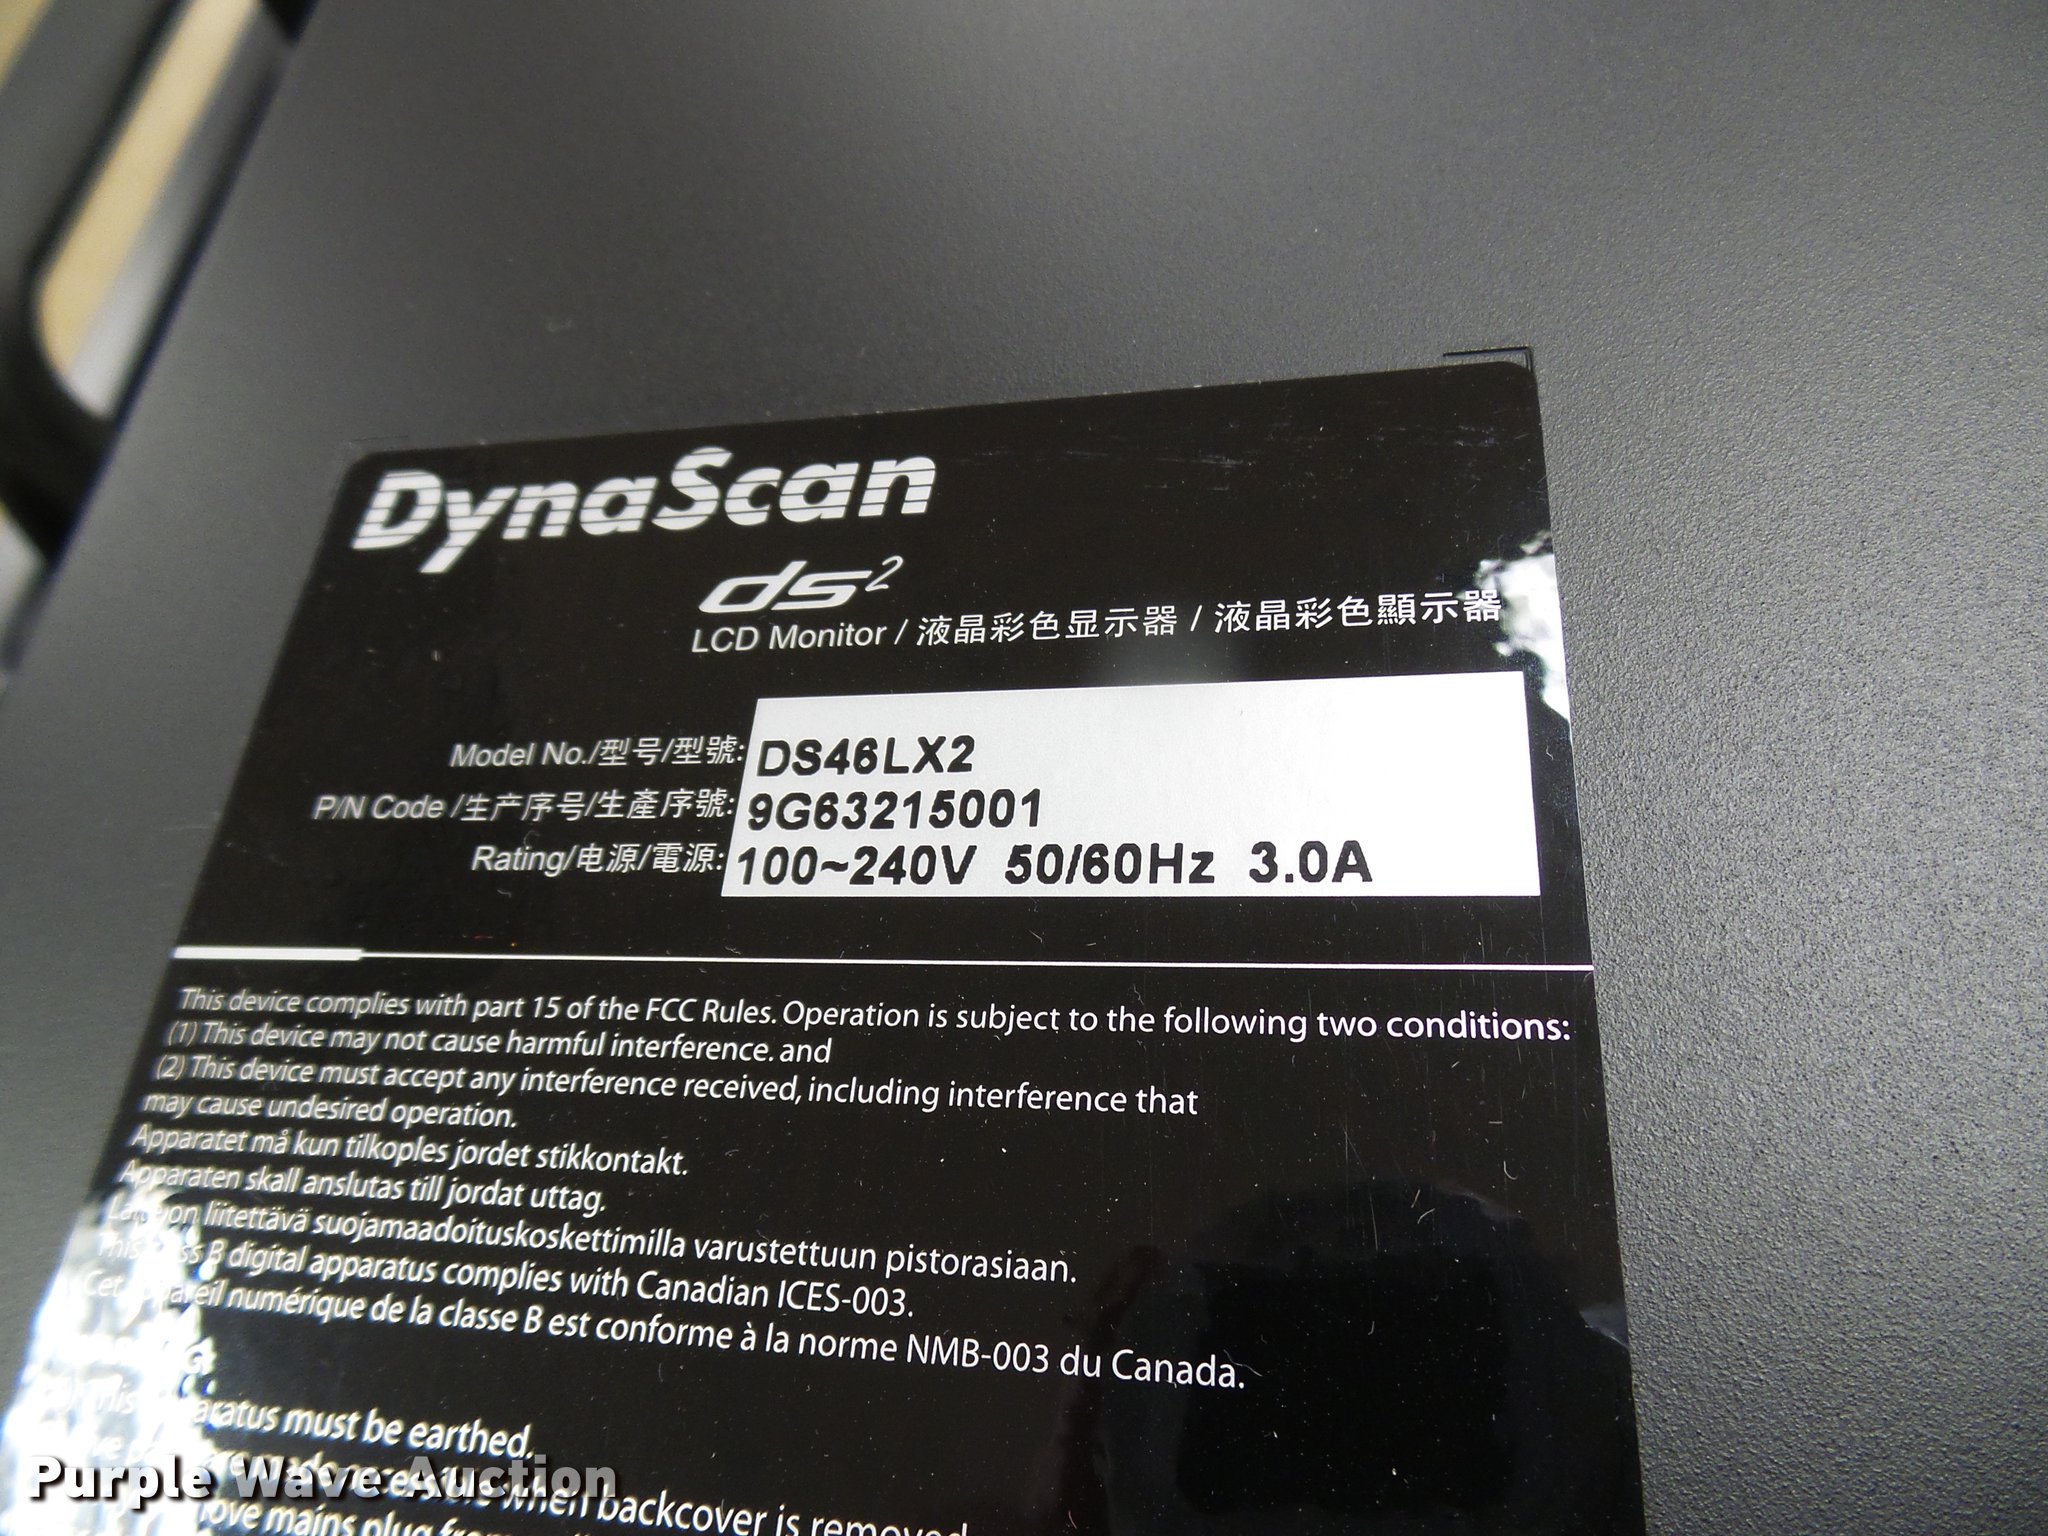 DynaScan
ds²
LCD Monitor / 液晶彩色显示器 / 液晶彩色顯示器
Model No./型号/型號: DS46LX2
P/N Code /生产序号/生產序號: 9G63215001
Rating/电源/電源: 100~240V 50/60Hz 3.0A
This device complies with part 15 of the FCC Rules. Operation is subject to the following two conditions:
(1) This device may not cause harmful interference. and
(2) This device must accept any interference received, including interference that
may cause undesired operation.
Apparatet må kun tilkoples jordet stikkontakt.
Apparaten skall anslutas till jordat uttag.
liitettävä suojamaadoituskoskettimilla varustettuun pistorasiaan.
This B digital apparatus complies with Canadian ICES-003.
Cet appareil numérique de la classe B est conforme à la norme NMB-003 du Canada.
must be earthed.
when backcover is removed
mains plug
Purple Wave Auction